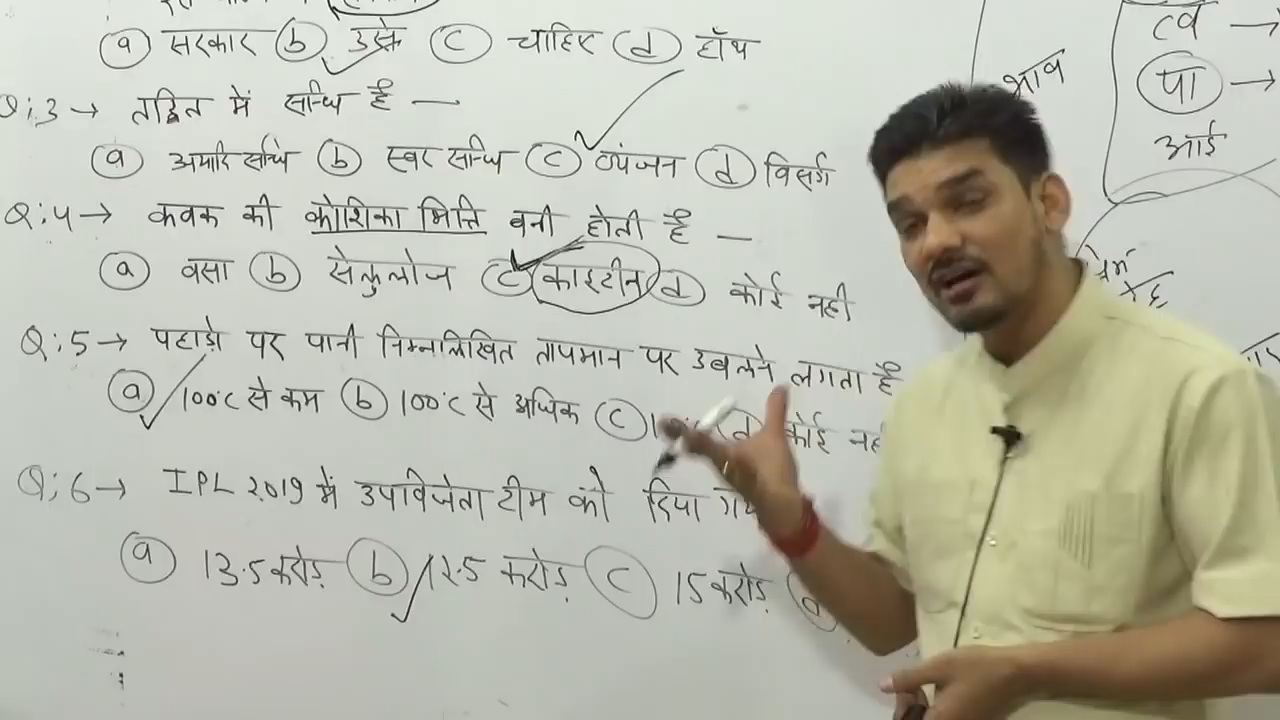 (a) सरकार (b) उसके (c) चाहिए (d) हॉथ
Q:3→ तद्धित में सन्धि है —
(a) अयादि सन्धि (b) स्वर सन्धि (c) व्यंजन (d) विसर्ग
Q:4→ कवक की कोशिका भित्ति बनी होती है —
(a) वसा (b) सेलुलोज (c) काइटीन (d) कोई नही
Q:5→ पहाड़ो पर पानी निम्नलिखित तापमान पर उबलने लगता है
(a) 100°C से कम (b) 100°C से अधिक (c) (d) कोई नही
Q:6→ IPL 2019 में उपविजेता टीम को दिया
(a) 13.5 करोड़ (b) 12.5 करोड़ (c) 15 करोड़ (d)
भाव
त्व →
पा →
आई